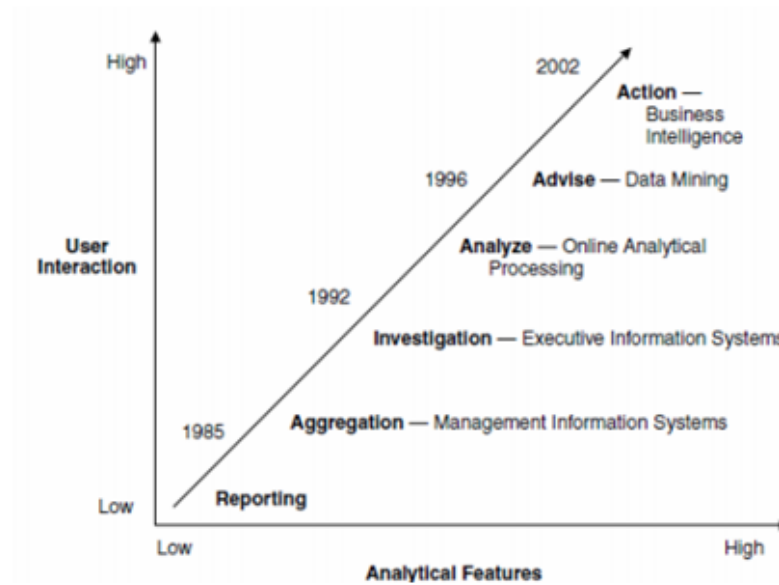 High
2002
Action —
Business
Intelligence
1996
Advise — Data Mining
User
Interaction
Analyze — Online Analytical
Processing
1992
Investigation — Executive Information Systems
1985
Aggregation — Management Information Systems
Low
Reporting
Low
High
Analytical Features